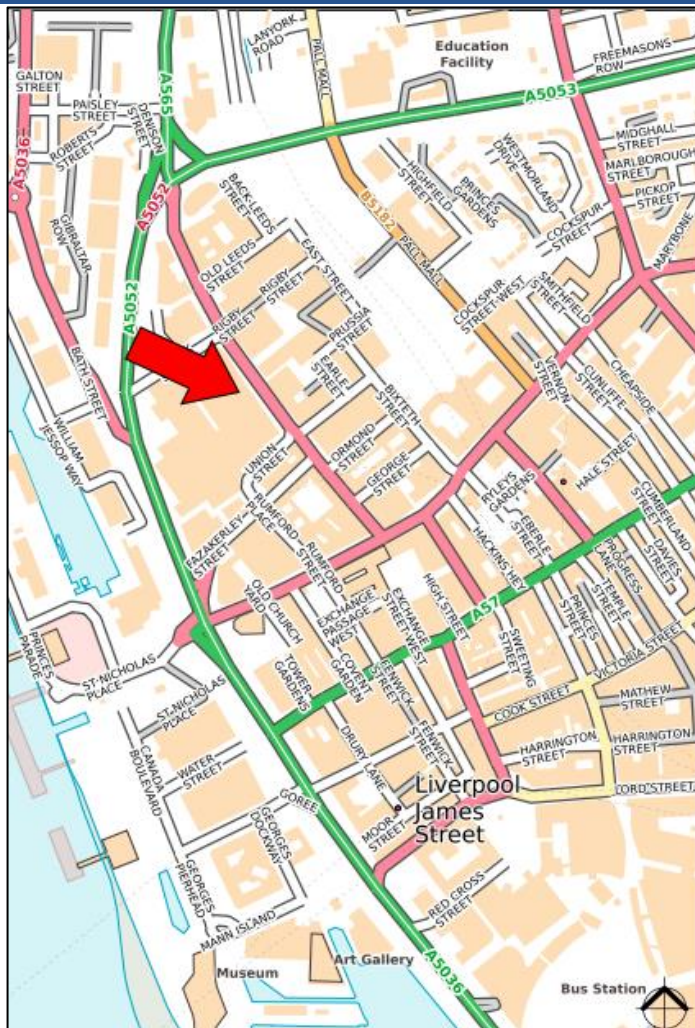 LANYORK
ROAD
PALL MALL
Education
Facility
FREEMASONS
ROW
GALTON
STREET
A565
A5053
PAISLEY
STREET
DENISON
STREET
ROBERTS
STREET
MIDGHALL
STREET
MARLBOROUGH
STREET
PICKOP
STREET
WESTMORLAND
DRIVE
HIGHFIELD
STREET
PRINCES
GARDENS
A5036
A5052
BACK-LEEDS
STREET
B5182
COCKSPUR
STREET
MARYBONE
GIBRALTAR
ROW
OLD LEEDS
STREET
EAST STREET
PALL MALL
A5052
RIGBY
STREET
RIGBY
STREET
COCKSPUR
STREET-WEST
SMITHFIELD
STREET
PRUSSIA
STREET
BATH STREET
EARLE
STREET
BIXTETH
STREET
VERNON
STREET
CUNLIFFE
STREET
CHEAPSIDE
WILLIAM
JESSOP WAY
UNION
STREET
ORMOND
STREET
GEORGE
STREET
RYLEYS
GARDENS
HALE STREET
CUMBERLAND
STREET
FAZAKERLEY
STREET
RUMFORD
PLACE
RUMFORD
STREET
HACKINS HEY
EBERLE
STREET
PROGRESS
LANE
DAVIES
STREET
TEMPLE
STREET
OLD CHURCH
YARD
EXCHANGE
PASSAGE
WEST
EXCHANGE
STREET-WEST
HIGH STREET
A57
PRINCES
STREET
SWEETING
STREET
VICTORIA STREET
PRINCES
PARADE
ST-NICHOLAS
PLACE
ST-NICHOLAS
PLACE
TOWER
GARDENS
COVENT
GARDEN
FENWICK
STREET
FENWICK
STREET
COOK STREET
MATHEW
STREET
CANADA
BOULEVARD
WATER
STREET
DRURY LANE
HARRINGTON
STREET
HARRINGTON
STREET
LORD STREET
GOREE
Liverpool
James
Street
MOOR
STREET
GEORGES
DOCKWAY
GEORGES
PIERHEAD
MANN ISLAND
RED CROSS
STREET
Museum
Art Gallery
A5036
Bus Station